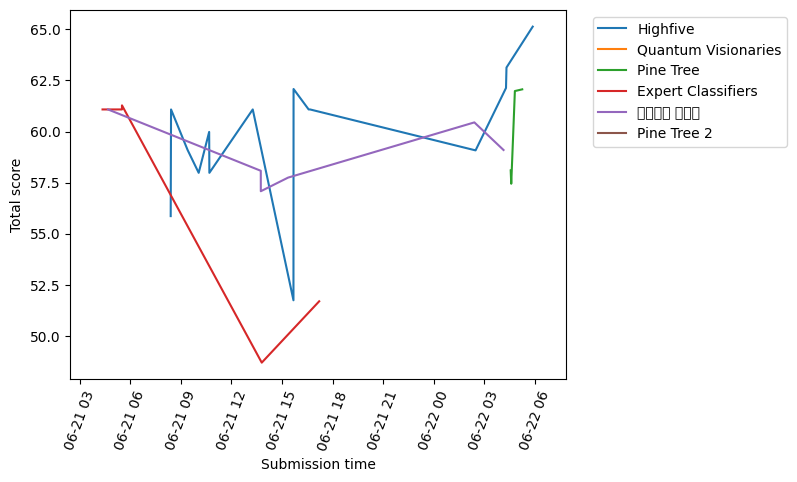 65.0
62.5
60.0
57.5
55.0
52.5
50.0
Total score
06-21 03
06-21 06
06-21 09
06-21 12
06-21 15
06-21 18
06-21 21
06-22 00
06-22 03
06-22 06
Submission time
Highfive
Quantum Visionaries
Pine Tree
Expert Classifiers
Pine Tree 2